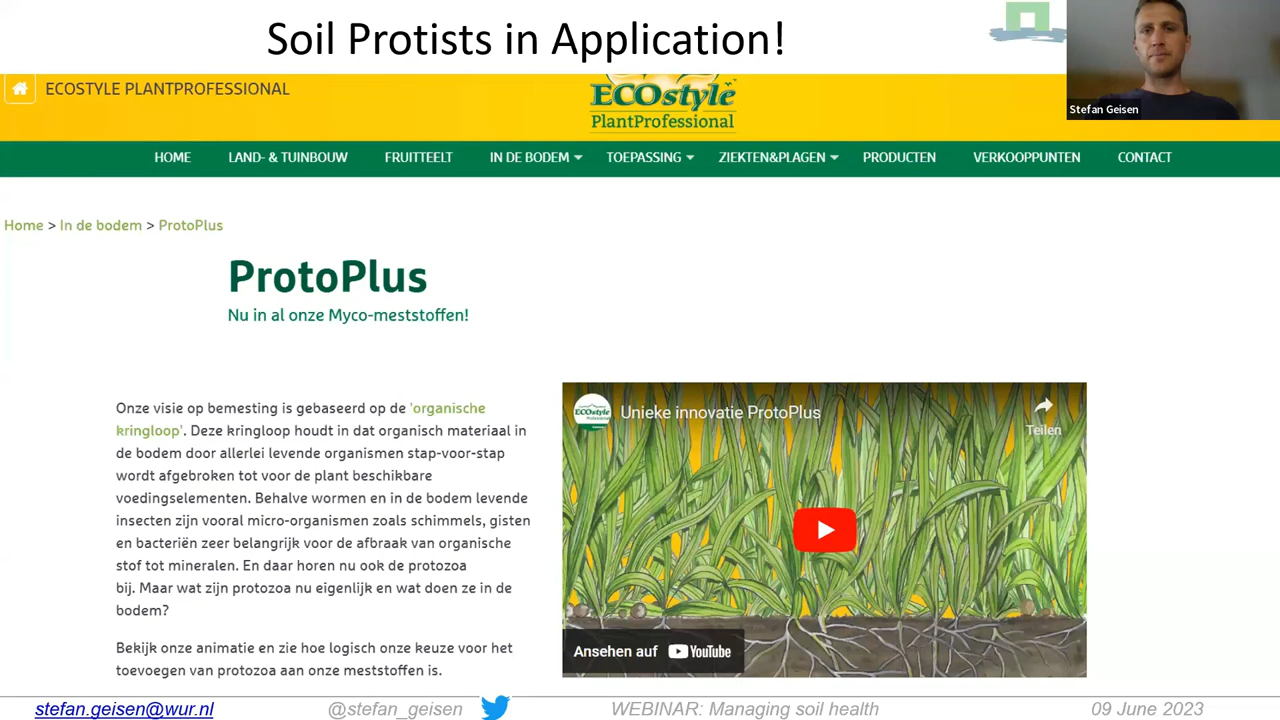 Soil Protists in Application!
ECOSTYLE PLANTPROFESSIONAL
ECOstyle
PlantProfessional
Stefan Geisen
HOME LAND- & TUINBOUW FRUITTEELT IN DE BODEM TOEPASSING ZIEKTEN&PLAGEN PRODUCTEN VERKOOPPUNTEN CONTACT
Home > In de bodem > ProtoPlus
ProtoPlus
Nu in al onze Myco-meststoffen!
Onze visie op bemesting is gebaseerd op de 'organische
kringloop'. Deze kringloop houdt in dat organisch materiaal in
de bodem door allerlei levende organismen stap-voor-stap
wordt afgebroken tot voor de plant beschikbare
voedingselementen. Behalve wormen en in de bodem levende
insecten zijn vooral micro-organismen zoals schimmels, gisten
en bacteriën zeer belangrijk voor de afbraak van organische
stof tot mineralen. En daar horen nu ook de protozoa
bij. Maar wat zijn protozoa nu eigenlijk en wat doen ze in de
bodem?
Bekijk onze animatie en zie hoe logisch onze keuze voor het
toevoegen van protozoa aan onze meststoffen is.
ECOstyle
Unieke innovatie ProtoPlus
Teilen
Ansehen auf YouTube
stefan.geisen@wur.nl @stefan_geisen WEBINAR: Managing soil health 09 June 2023